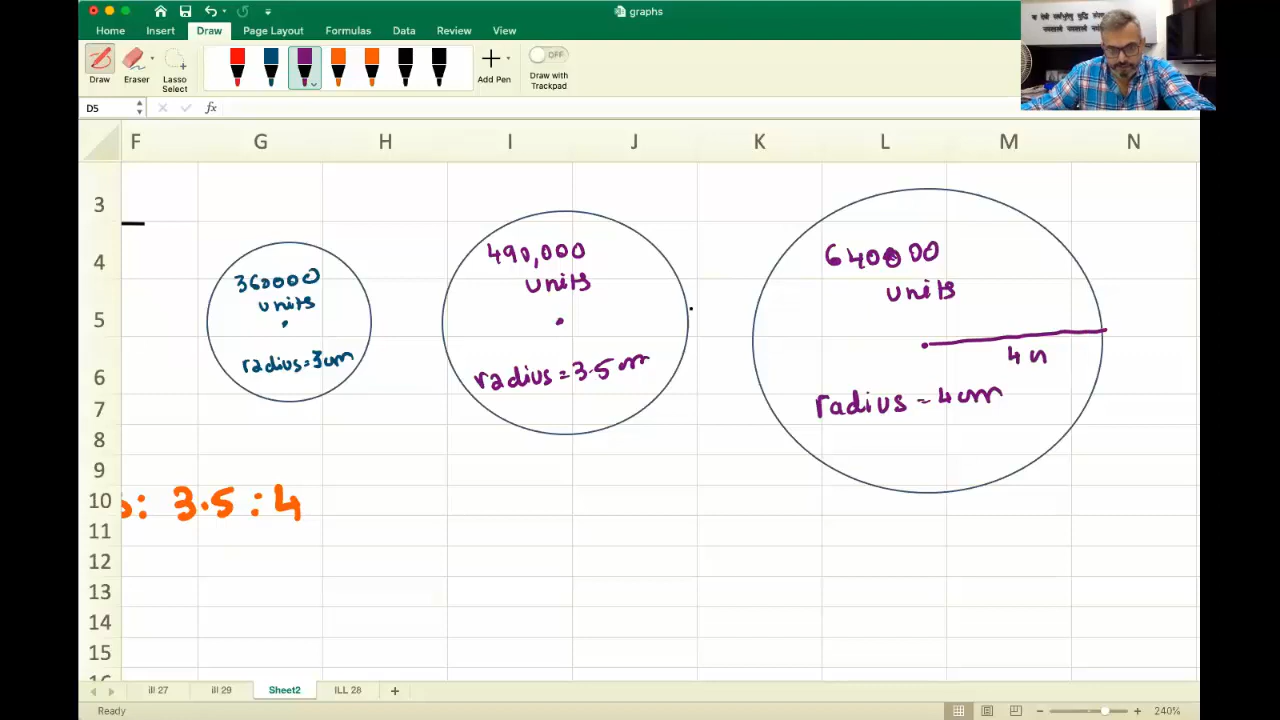 graphs
Home Insert Draw Page Layout Formulas Data Review View
Draw Eraser Lasso Select Add Pen Draw with Trackpad OFF
D5 fx
F G H I J K L M N
3
4
5
6
7
8
9
10
11
12
13
14
15
16
360000
units
radius=3cm
490,000
units
radius=3.5 cm
640000
units
4 cm
radius = 4cm
: 3.5 : 4
ill 27 ill 29 Sheet2 ILL 28 +
Ready
240%